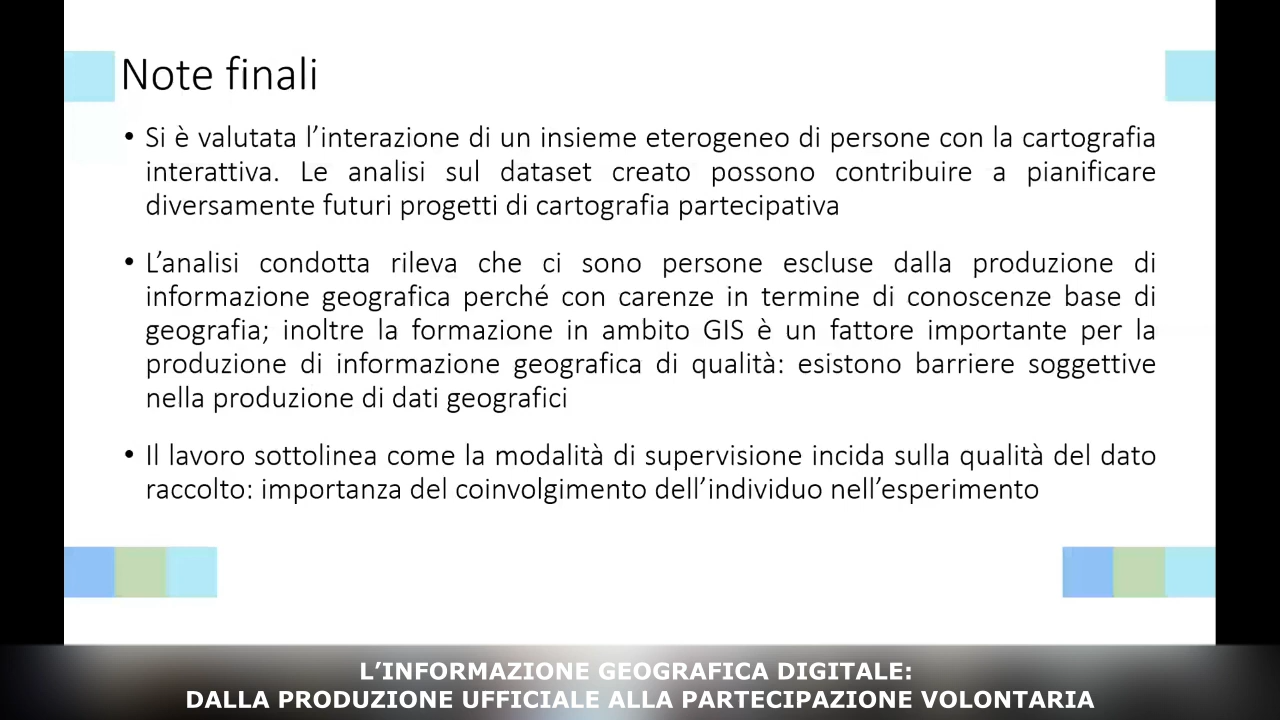 Note finali
• Si è valutata l’interazione di un insieme eterogeneo di persone con la cartografia
interattiva. Le analisi sul dataset creato possono contribuire a pianificare
diversamente futuri progetti di cartografia partecipativa
• L’analisi condotta rileva che ci sono persone escluse dalla produzione di
informazione geografica perché con carenze in termine di conoscenze base di
geografia; inoltre la formazione in ambito GIS è un fattore importante per la
produzione di informazione geografica di qualità: esistono barriere soggettive
nella produzione di dati geografici
• Il lavoro sottolinea come la modalità di supervisione incida sulla qualità del dato
raccolto: importanza del coinvolgimento dell’individuo nell’esperimento
L’INFORMAZIONE GEOGRAFICA DIGITALE:
DALLA PRODUZIONE UFFICIALE ALLA PARTECIPAZIONE VOLONTARIA